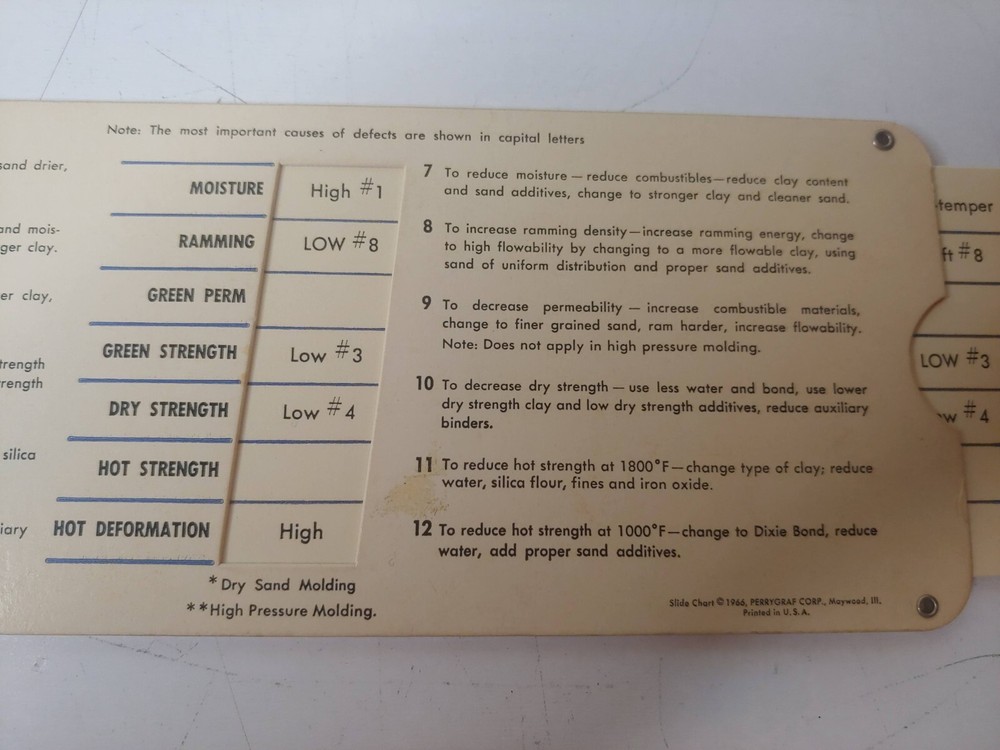 Note: The most important causes of defects are shown in capital letters
sand drier,
and mois-
ger clay.
er clay,
trength
rength
silica
iary
MOISTURE High #1
RAMMING LOW #8
GREEN PERM
GREEN STRENGTH Low #3
DRY STRENGTH Low #4
HOT STRENGTH
HOT DEFORMATION High
* Dry Sand Molding
** High Pressure Molding.
7 To reduce moisture — reduce combustibles — reduce clay content
and sand additives, change to stronger clay and cleaner sand.
8 To increase ramming density — increase ramming energy, change
to high flowability by changing to a more flowable clay, using
sand of uniform distribution and proper sand additives.
9 To decrease permeability — increase combustible materials,
change to finer grained sand, ram harder, increase flowability.
Note: Does not apply in high pressure molding.
10 To decrease dry strength — use less water and bond, use lower
dry strength clay and low dry strength additives, reduce auxiliary
binders.
11 To reduce hot strength at 1800°F — change type of clay; reduce
water, silica flour, fines and iron oxide.
12 To reduce hot strength at 1000°F — change to Dixie Bond, reduce
water, add proper sand additives.
Slide Chart © 1966, PERRYGRAF CORP., Maywood, Ill.
Printed in U.S.A.
-temper
ft #8
LOW #3
ow #4